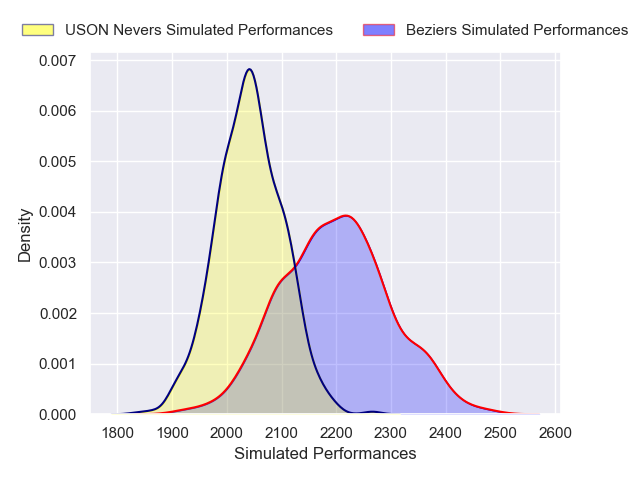 USON Nevers Simulated Performances Beziers Simulated Performances
0.007
0.006
0.005
0.004
0.003
0.002
0.001
0.000
Density
1800 1900 2000 2100 2200 2300 2400 2500 2600
Simulated Performances